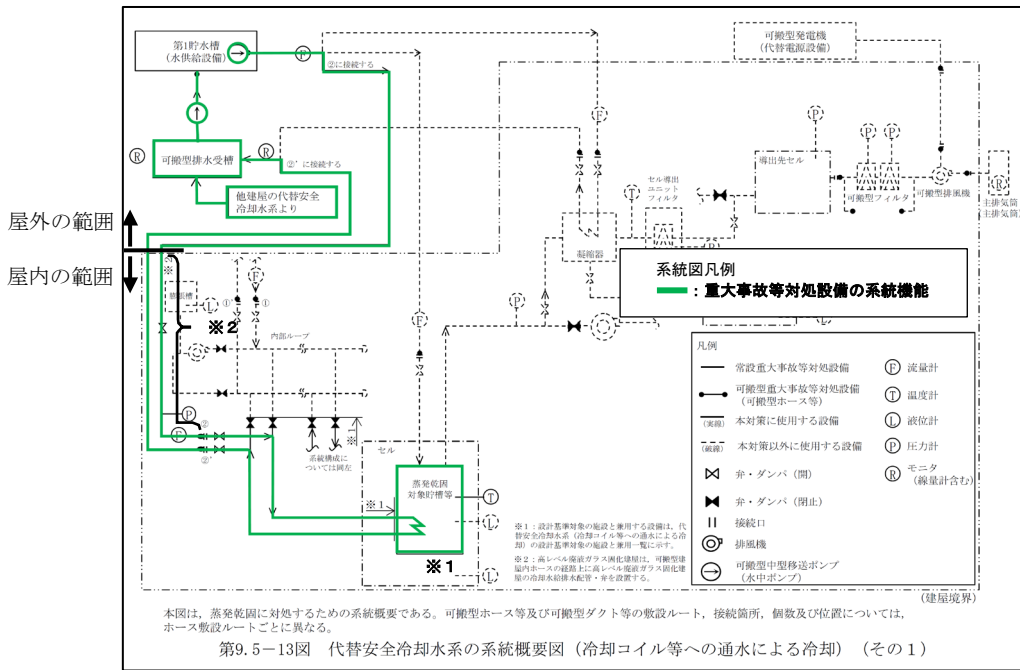 第1貯水槽
（水供給設備）
F
②に接続する
可搬型発電機
（代替電源設備）
F
P
P
P
R
可搬型排水受槽
R
②’に接続する
他建屋の代替安全
冷却水系より
セル導出
ユニット
フィルタ
T
導出先セル
可搬型フィルタ
可搬型排風機
R
主排気筒
屋外の範囲
屋内の範囲
※2
L
F
①
①
※2
内部ループ
F
P
凝縮器
系統図凡例
：重大事故等対処設備の系統機能
P
F
②
②’
系統構成に
ついては同左
※1
セル
蒸発乾固
対象貯槽等
※1
T
L
L
※1
※1：設計基準対象の施設と兼用する設備は，代
替安全冷却水系（冷却コイル等への通水による冷
却）の設計基準対象の施設と兼用一覧に示す。
※2：高レベル廃液ガラス固化建屋は，可搬型建
屋内ホースの経路上に高レベル廃液ガラス固化建
屋の冷却水給排水配管・弁を設置する。
凡例
常設重大事故等対処設備
可搬型重大事故等対処設備
（可搬型ホース等）
（実線）
本対策に使用する設備
（破線）
本対策以外に使用する設備
弁・ダンパ（開）
弁・ダンパ（閉止）
接続口
排風機
可搬型中型移送ポンプ
（水中ポンプ）
F 流量計
T 温度計
L 液位計
P 圧力計
R モニタ
（線量計含む）
（建屋境界）
本図は，蒸発乾固に対処するための系統概要である。可搬型ホース等及び可搬型ダクト等の敷設ルート，接続箇所，個数及び位置については，
ホース敷設ルートごとに異なる。
第9.5－13図　代替安全冷却水系の系統概要図（冷却コイル等への通水による冷却）（その１）